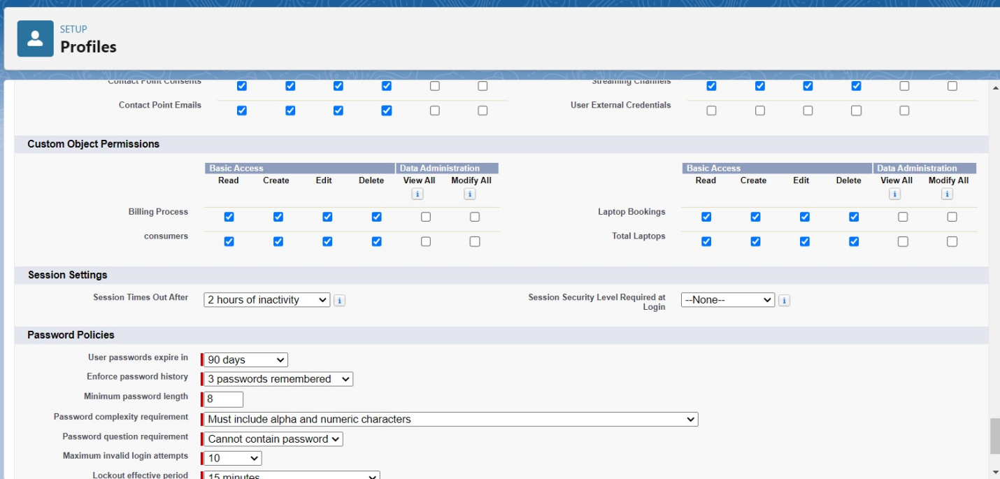 SETUP
Profiles
Contact Point Consents
Streaming Channels
Contact Point Emails
User External Credentials
Custom Object Permissions
Basic Access Data Administration
Read Create Edit Delete View All Modify All
i i
Billing Process
consumers
Basic Access Data Administration
Read Create Edit Delete View All Modify All
i i
Laptop Bookings
Total Laptops
Session Settings
Session Times Out After 2 hours of inactivity i
Session Security Level Required at
Login
--None-- i
Password Policies
User passwords expire in 90 days
Enforce password history 3 passwords remembered
Minimum password length 8
Password complexity requirement Must include alpha and numeric characters
Password question requirement Cannot contain password
Maximum invalid login attempts 10
Lockout effective period 15 minutes